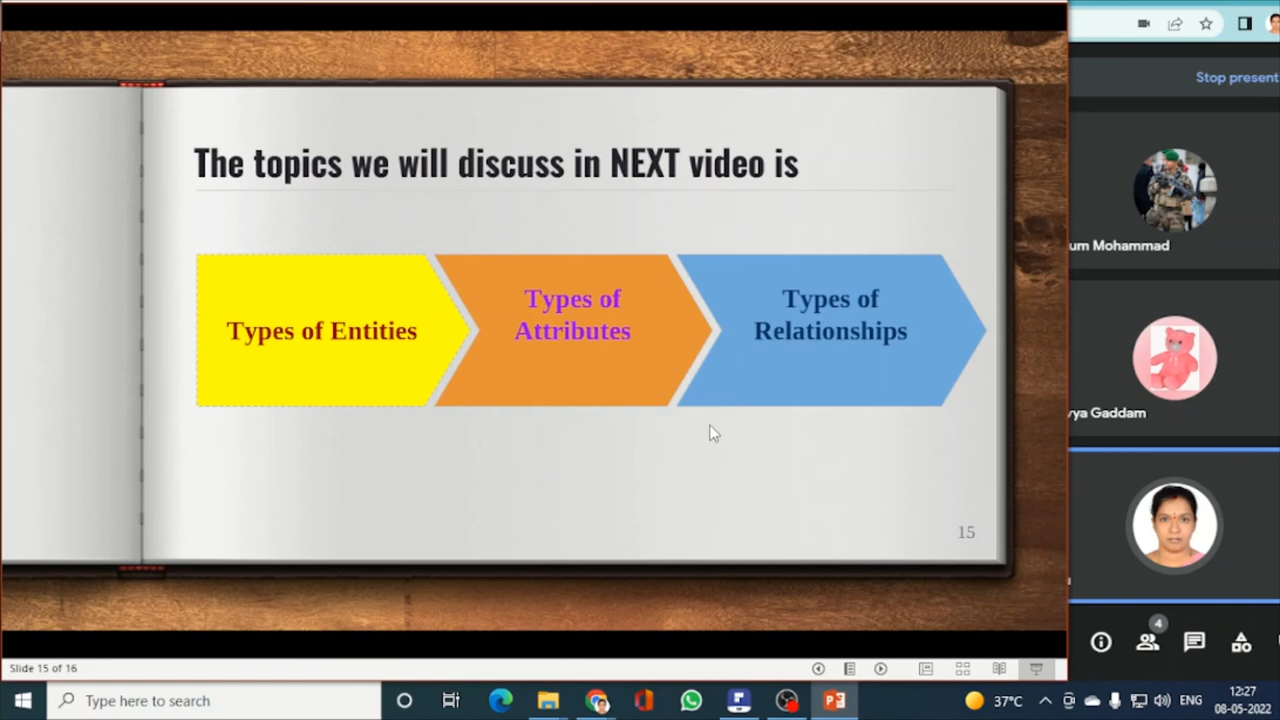 The topics we will discuss in NEXT video is
Types of Entities
Types of
Attributes
Types of
Relationships
15
Stop present
um Mohammad
vya Gaddam
4
Slide 15 of 16
Type here to search
37°C
ENG
12:27
08-05-2022